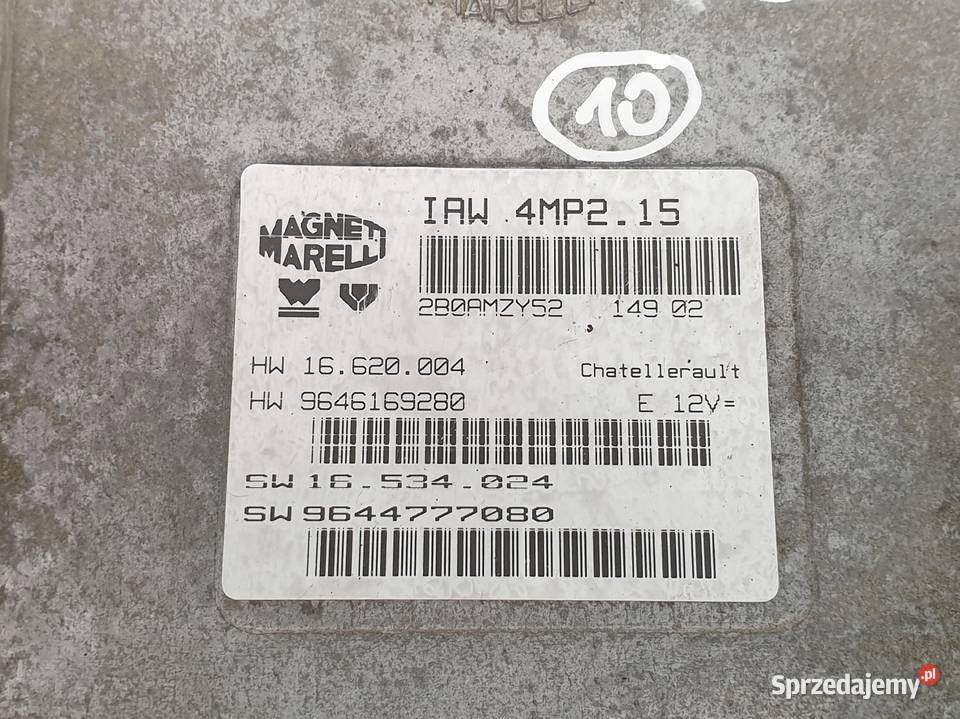 MARELLI
10
MAGNETI
MARELLI
IAW 4MP2.15
2B0AMZY52 149 02
HW 16.620.004
Chatellerault
HW 9646169280
E 12V=
SW 16.534.024
SW 9644777080
Sprzedajemy.pl